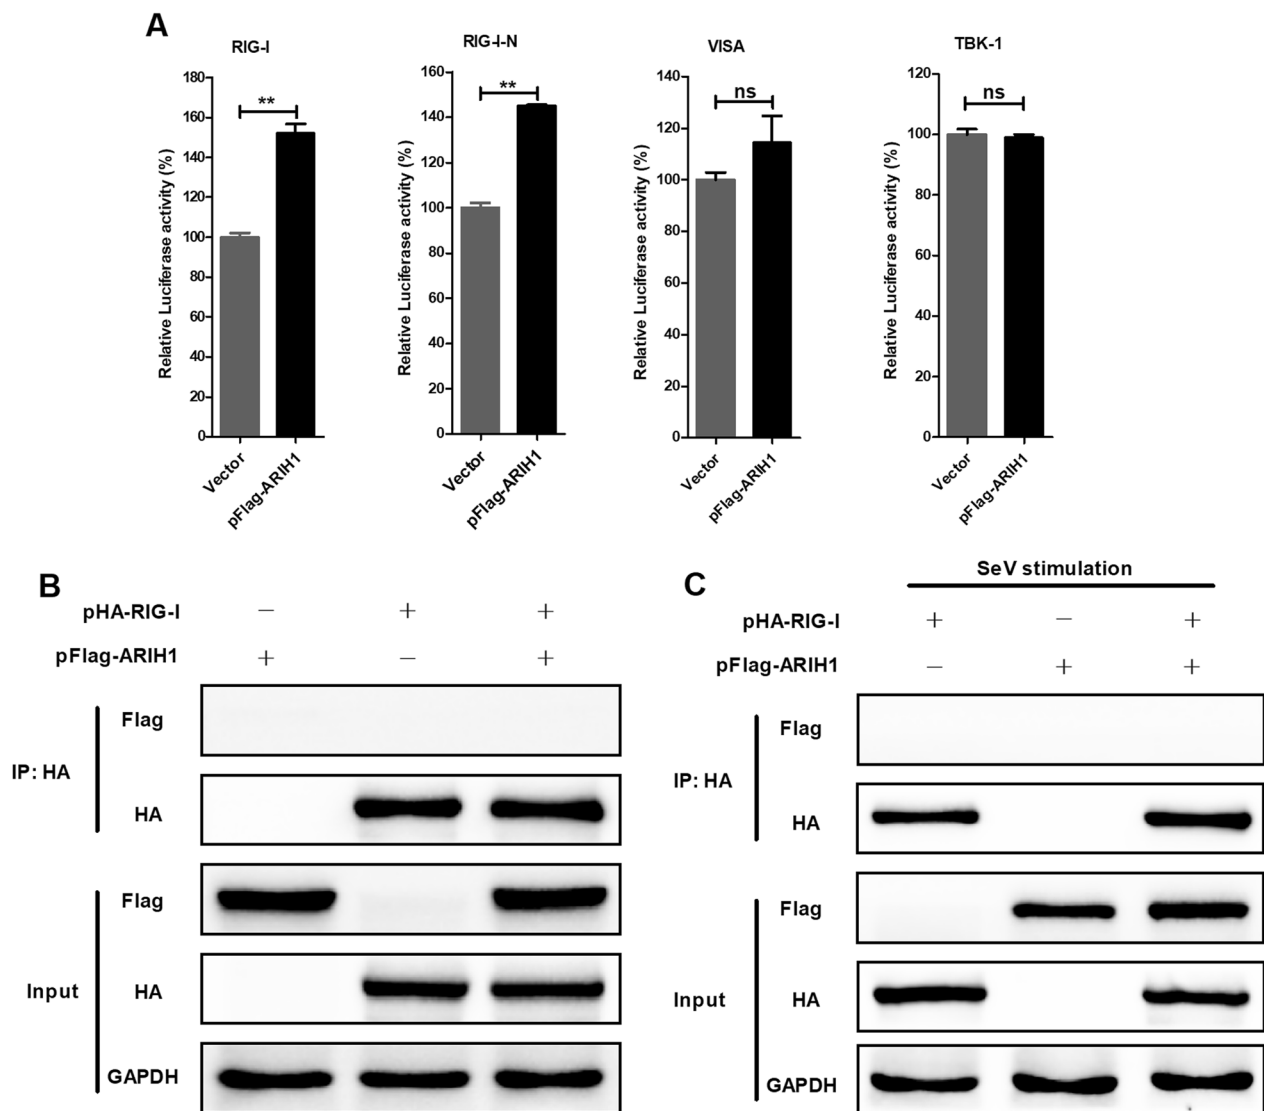 A
RIG-I
RIG-I-N
VISA
TBK-1
Relative Luciferase activity (%)
180
160
140
120
100
80
60
40
20
0
**
Vector
pFlag-ARIH1
Relative Luciferase activity (%)
160
140
120
100
80
60
40
20
0
**
Vector
pFlag-ARIH1
Relative Luciferase activity (%)
140
120
100
80
60
40
20
0
ns
Vector
pFlag-ARIH1
Relative Luciferase activity (%)
120
100
80
60
40
20
0
ns
Vector
pFlag-ARIH1
B
pHA-RIG-I − + +
pFlag-ARIH1 + − +
IP: HA
Flag
HA
Input
Flag
HA
GAPDH
C
SeV stimulation
pHA-RIG-I + − +
pFlag-ARIH1 − + +
IP: HA
Flag
HA
Input
Flag
HA
GAPDH